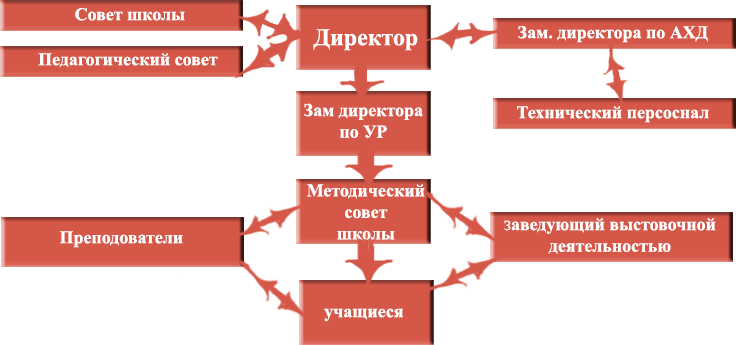 Совет школы
Педагогический совет
Директор
Зам. директора по АХД
Технический персоснал
Зам директора
по УР
Методический
совет
школы
Преподователи
Заведующий выстовочной
деятельностью
учащиеся